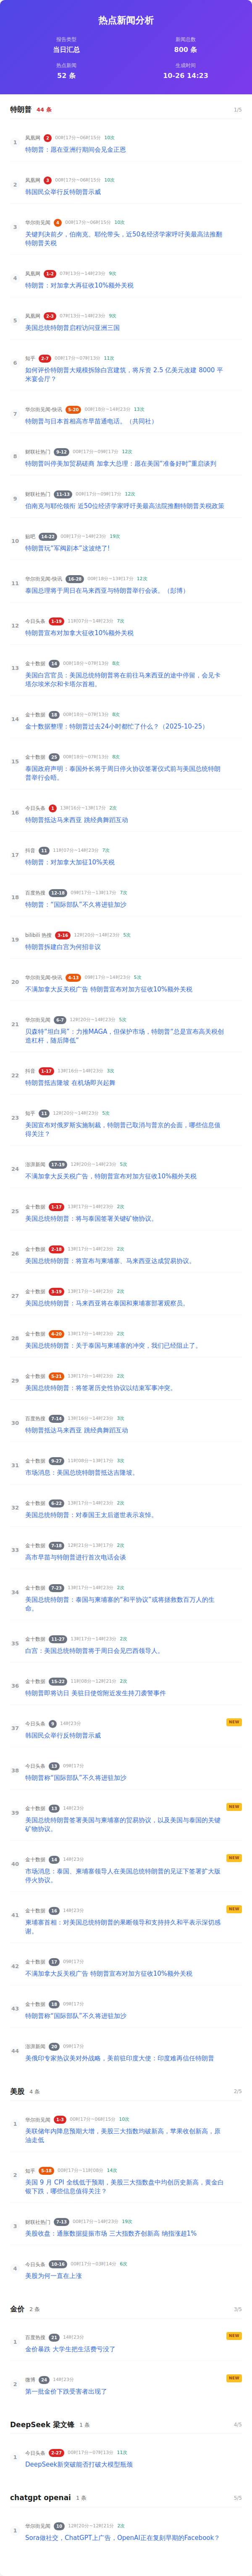 热点新闻分析
报告类型
当日汇总
新闻总数
800 条
热点新闻
52 条
生成时间
10-26 14:23
特朗普 44 条 1/5
1 凤凰网 2 00时17分~06时15分 10次
特朗普：愿在亚洲行期间会见金正恩
2 凤凰网 3 00时17分~06时15分 10次
韩国民众举行反特朗普示威
3 华尔街见闻 4 00时17分~06时15分 10次
关键判决前夕，伯南克、耶伦带头，近50名经济学家呼吁美最高法推翻
特朗普关税
4 凤凰网 1-2 07时13分~14时23分 9次
特朗普：对加拿大再征收10%额外关税
5 凤凰网 2-3 07时13分~14时23分 9次
美国总统特朗普启程访问亚洲三国
6 知乎 2-7 00时17分~07时13分 11次
如何评价特朗普大规模拆除白宫建筑，将斥资 2.5 亿美元改建 8000 平
米宴会厅？
7 华尔街见闻-快讯 5-20 00时18分~14时23分 13次
特朗普与日本首相高市早苗通电话。（共同社）
8 财联社热门 9-12 00时17分~09时17分 12次
特朗普叫停美加贸易磋商 加拿大总理：愿在美国“准备好时”重启谈判
9 财联社热门 11-13 00时17分~09时17分 12次
伯南克与耶伦领衔 近50位经济学家吁美最高法院推翻特朗普关税政策
10 贴吧 14-22 00时17分~14时23分 19次
特朗普玩“军阀剧本”这波绝了!
11 华尔街见闻-快讯 16-28 00时18分~13时17分 12次
泰国总理将于周日在马来西亚与特朗普举行会谈。（彭博）
12 今日头条 1-19 11时07分~14时23分 7次
特朗普宣布对加拿大征收10%额外关税
13 金十数据 14 00时18分~07时13分 8次
美国白宫官员：美国总统特朗普将在前往马来西亚的途中停留，会见卡
塔尔埃米尔和卡塔尔首相。
14 金十数据 19 00时18分~07时13分 8次
金十数据整理：特朗普过去24小时都忙了什么？（2025-10-25）
15 金十数据 25 00时18分~07时13分 8次
泰国政府声明：泰国外长将于周日停火协议签署仪式前与美国总统特朗
普举行会晤。
16 今日头条 1 13时16分~13时17分 2次
特朗普抵达马来西亚 跳经典舞蹈互动
17 抖音 11 11时07分~14时23分 7次
特朗普：对加拿大加征10%关税
18 百度热搜 12-18 09时17分~13时17分 7次
特朗普：“国际部队”不久将进驻加沙
19 bilibili 热搜 3-16 12时20分~14时23分 5次
特朗普拆建白宫为何招非议
20 华尔街见闻-快讯 4-13 09时17分~14时23分 5次
不满加拿大反关税广告 特朗普宣布对加方征收10%额外关税
21 华尔街见闻 6-7 12时20分~14时23分 5次
贝森特“坦白局”：力推MAGA，但保护市场，特朗普“总是宣布高关税创
造杠杆，随后降低”
22 抖音 1-17 13时16分~14时23分 3次
特朗普抵吉隆坡 在机场即兴起舞
23 知乎 11 12时20分~14时23分 5次
美国宣布对俄罗斯实施制裁，特朗普已取消与普京的会面，哪些信息值
得关注？
24 澎湃新闻 17-19 12时20分~14时23分 5次
不满加拿大反关税广告，特朗普宣布对加方征收10%额外关税
25 金十数据 1-17 13时17分~14时23分 2次
美国总统特朗普：将与泰国签署关键矿物协议。
26 金十数据 2-18 13时17分~14时23分 2次
美国总统特朗普：将宣布与柬埔寨、马来西亚达成贸易协议。
27 金十数据 3-19 13时17分~14时23分 2次
美国总统特朗普：马来西亚将在泰国和柬埔寨部署观察员。
28 金十数据 4-20 13时17分~14时23分 2次
美国总统特朗普：关于泰国与柬埔寨的冲突，我们已经阻止了。
29 金十数据 5-21 13时17分~14时23分 2次
美国总统特朗普：将签署历史性协议以结束军事冲突。
30 百度热搜 7-14 13时16分~14时23分 3次
特朗普抵达马来西亚 跳经典舞蹈互动
31 金十数据 9-27 11时08分~13时17分 3次
市场消息：美国总统特朗普抵达吉隆坡。
32 金十数据 6-22 13时17分~14时23分 2次
美国总统特朗普：对泰国王太后逝世表示哀悼。
33 金十数据 7-18 12时21分~13时17分 2次
高市早苗与特朗普进行首次电话会谈
34 金十数据 7-23 13时17分~14时23分 2次
美国总统特朗普：泰国与柬埔寨的“和平协议”或将拯救数百万人的生
命。
35 金十数据 11-27 13时17分~14时23分 2次
白宫：美国总统特朗普将于周日会见巴西领导人。
36 金十数据 15-22 11时08分~12时21分 2次
特朗普即将访日 美驻日使馆附近发生持刀袭警事件
37 今日头条 9 14时23分 NEW
韩国民众举行反特朗普示威
38 今日头条 13 09时17分
特朗普称“国际部队”不久将进驻加沙
39 金十数据 13 14时23分 NEW
美国总统特朗普签署美国与柬埔寨的贸易协议，以及美国与泰国的关键
矿物协议。
40 金十数据 14 14时23分 NEW
市场消息：泰国、柬埔寨领导人在美国总统特朗普的见证下签署扩大版
停火协议。
41 金十数据 16 14时23分 NEW
柬埔寨首相：对美国总统特朗普的果断领导和支持持久和平表示深切感
谢。
42 金十数据 17 09时17分
不满加拿大反关税广告 特朗普宣布对加方征收10%额外关税
43 金十数据 18 09时17分
特朗普称“国际部队”不久将进驻加沙
44 澎湃新闻 20 09时17分
美俄印专家热议美对外战略，美前驻印度大使：印度难再信任特朗普
美股 4 条 2/5
1 华尔街见闻 1-3 00时17分~06时15分 10次
美联储年内降息预期大增，美股三大指数均破新高，苹果收创新高，原
油走低
2 知乎 5-18 00时17分~11时08分 14次
美国 9 月 CPI 全线低于预期，美股三大指数盘中均创历史新高，黄金白
银下跌，哪些信息值得关注？
3 财联社热门 7-13 00时17分~14时23分 19次
美股收盘：通胀数据提振市场 三大指数齐创新高 纳指涨超1%
4 今日头条 10-16 00时17分~03时14分 6次
美股为何一直在上涨
金价 2 条 3/5
1 百度热搜 21 14时23分 NEW
金价暴跌 大学生把生活费亏没了
2 微博 24 14时23分 NEW
第一批金价下跌受害者出现了
DeepSeek 梁文锋 1 条 4/5
1 今日头条 2-27 00时17分~07时13分 11次
DeepSeek新突破能否打破大模型瓶颈
chatgpt openai 1 条 5/5
1 华尔街见闻 10 12时20分~12时21分 2次
Sora做社交，ChatGPT上广告，OpenAI正在复刻早期的Facebook？